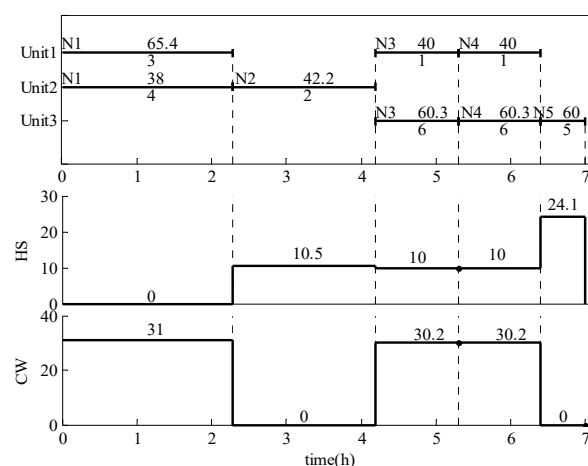 N1 65.4 N3 40 N4 40
Unit1
3 1 1
N1 38 N2 42.2
Unit2
4 2
N3 60.3 N4 60.3 N5 60
Unit3
6 6 5
0 1 2 3 4 5 6 7
30
24.1
20
HS
10.5 10 10
10
0
0
40
31 30.2 30.2
CW
20
0 0
0
0 1 2 3 4 5 6 7
time(h)